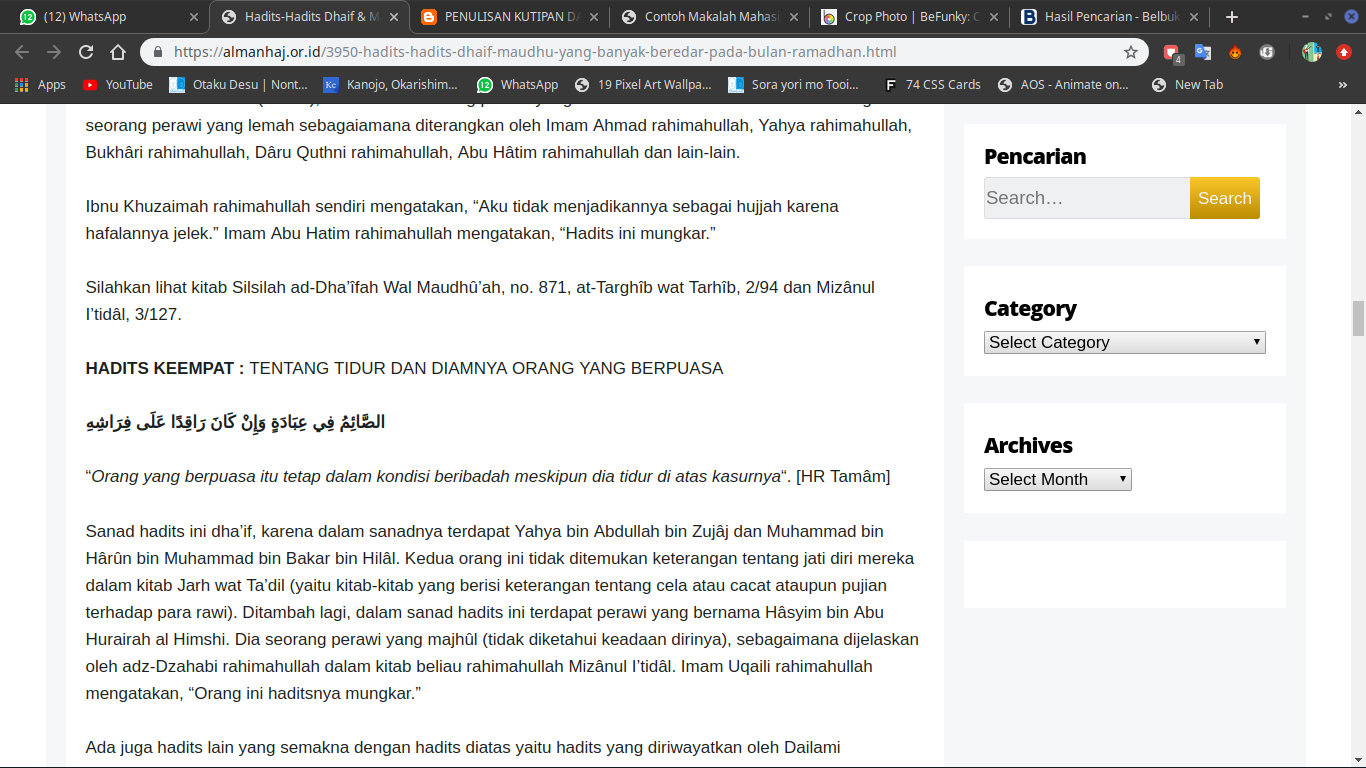 (12) WhatsApp
Hadits-Hadits Dhaif & M
PENULISAN KUTIPAN DA
Contoh Makalah Mahasi
Crop Photo | BeFunky: C
Hasil Pencarian - Belbuk
https://almanhaj.or.id/3950-hadits-hadits-dhaif-maudhu-yang-banyak-beredar-pada-bulan-ramadhan.html
4
Apps
YouTube
Otaku Desu | Nont...
Kc
Kanojo, Okarishim...
12
WhatsApp
19 Pixel Art Wallpa...
Sora yori mo Tooi...
F
74 CSS Cards
AOS - Animate on...
New Tab
»
seorang perawi yang lemah sebagaiamana diterangkan oleh Imam Ahmad rahimahullah, Yahya rahimahullah,
Bukhâri rahimahullah, Dâru Quthni rahimahullah, Abu Hâtim rahimahullah dan lain-lain.
Ibnu Khuzaimah rahimahullah sendiri mengatakan, “Aku tidak menjadikannya sebagai hujjah karena
hafalannya jelek.” Imam Abu Hatim rahimahullah mengatakan, “Hadits ini mungkar.”
Silahkan lihat kitab Silsilah ad-Dha’îfah Wal Maudhû’ah, no. 871, at-Targhîb wat Tarhîb, 2/94 dan Mizânul
I’tidâl, 3/127.
HADITS KEEMPAT : TENTANG TIDUR DAN DIAMNYA ORANG YANG BERPUASA
الصَّائِمُ فِي عِبَادَةٍ وَإِنْ كَانَ رَاقِدًا عَلَى فِرَاشِهِ
“Orang yang berpuasa itu tetap dalam kondisi beribadah meskipun dia tidur di atas kasurnya“. [HR Tamâm]
Sanad hadits ini dha’if, karena dalam sanadnya terdapat Yahya bin Abdullah bin Zujâj dan Muhammad bin
Hârûn bin Muhammad bin Bakar bin Hilâl. Kedua orang ini tidak ditemukan keterangan tentang jati diri mereka
dalam kitab Jarh wat Ta’dil (yaitu kitab-kitab yang berisi keterangan tentang cela atau cacat ataupun pujian
terhadap para rawi). Ditambah lagi, dalam sanad hadits ini terdapat perawi yang bernama Hâsyim bin Abu
Hurairah al Himshi. Dia seorang perawi yang majhûl (tidak diketahui keadaan dirinya), sebagaimana dijelaskan
oleh adz-Dzahabi rahimahullah dalam kitab beliau rahimahullah Mizânul I’tidâl. Imam Uqaili rahimahullah
mengatakan, “Orang ini haditsnya mungkar.”
Ada juga hadits lain yang semakna dengan hadits diatas yaitu hadits yang diriwayatkan oleh Dailami
Pencarian
Search…
Search
Category
Select Category
Archives
Select Month